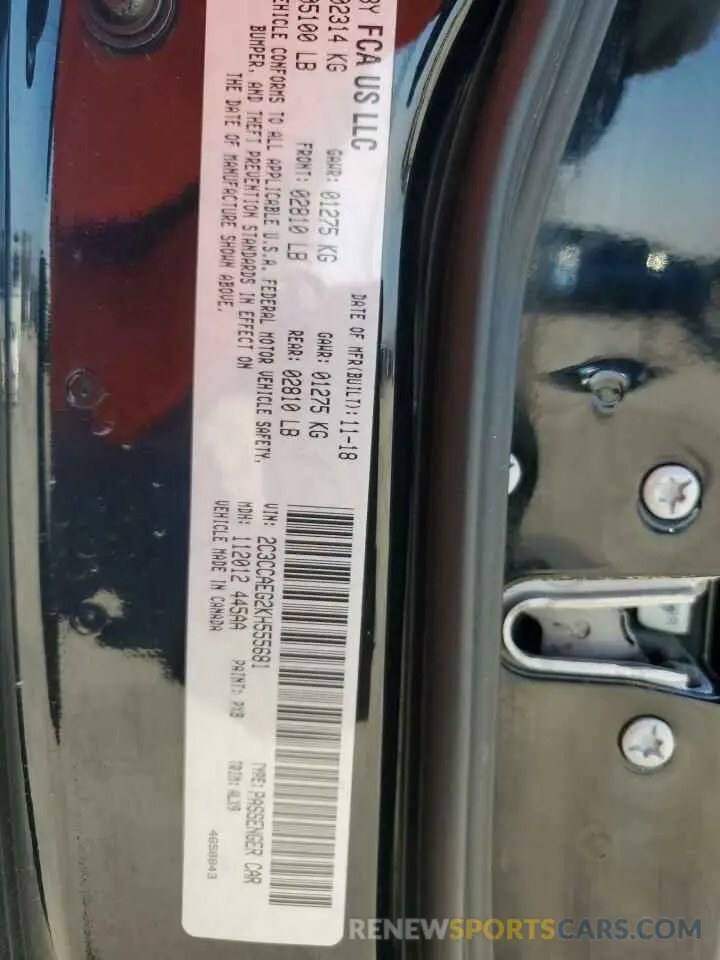 BY FCA US LLC
DATE OF MFR(BUILT): 11-18
02314 KG GAWR: 01275 KG GAWR: 01275 KG
05100 LB FRONT: 02810 LB REAR: 02810 LB
VEHICLE CONFORMS TO ALL APPLICABLE U.S.A. FEDERAL MOTOR VEHICLE SAFETY,
BUMPER, AND THEFT PREVENTION STANDARDS IN EFFECT ON
THE DATE OF MANUFACTURE SHOWN ABOVE.
VIN: 2C3CCAEG2KH555681 TYPE: PASSENGER CAR
MDH: 112012 445AA PAINT: PX8 TRIM: ALX9
VEHICLE MADE IN CANADA
4658843
RENEWSPORTSCARS.COM